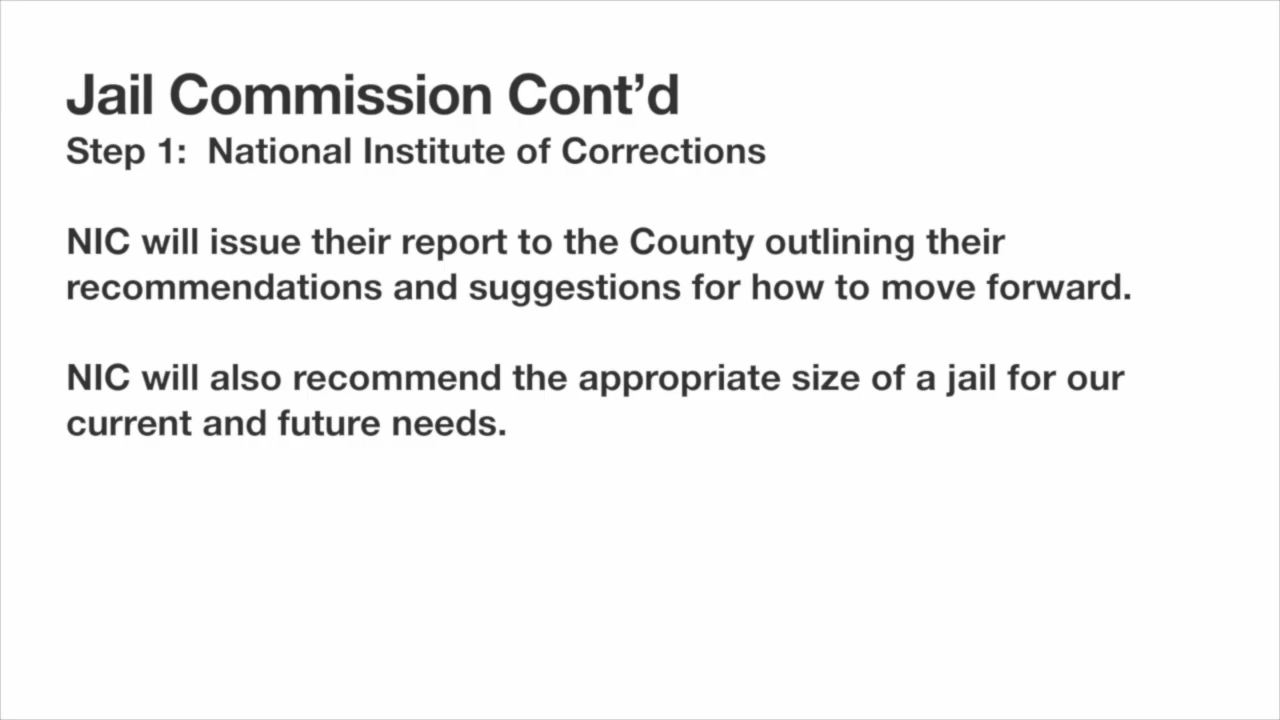 Jail Commission Cont’d
Step 1:  National Institute of Corrections
NIC will issue their report to the County outlining their
recommendations and suggestions for how to move forward.
NIC will also recommend the appropriate size of a jail for our
current and future needs.